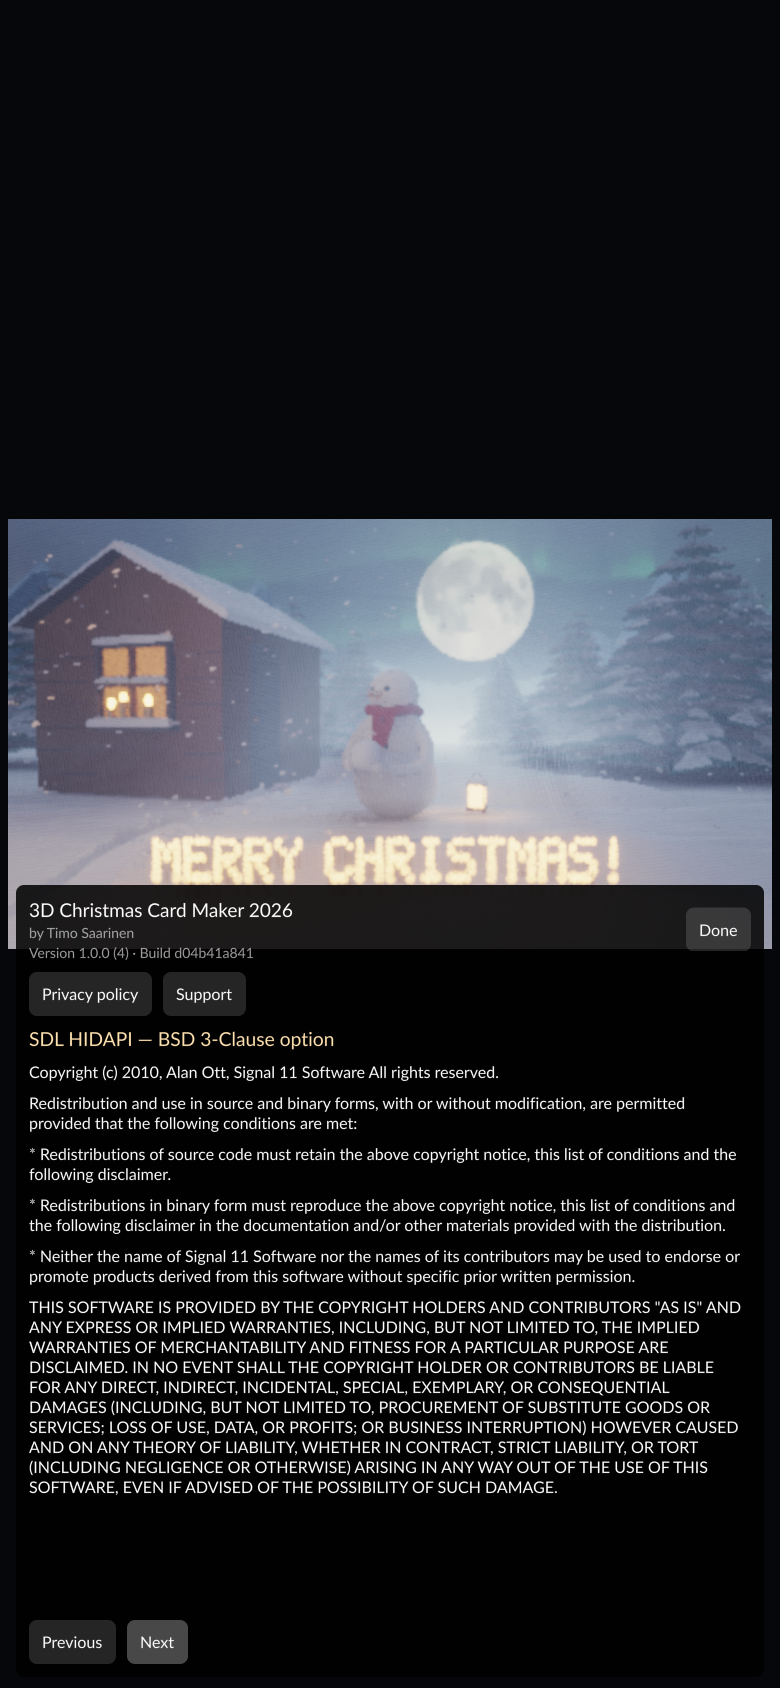 MERRY CHRISTMAS!
3D Christmas Card Maker 2026
by Timo Saarinen
Done
Version 1.0.0 (4) · Build d04b41a841
Privacy policy
Support
SDL HIDAPI — BSD 3-Clause option
Copyright (c) 2010, Alan Ott, Signal 11 Software All rights reserved.
Redistribution and use in source and binary forms, with or without modification, are permitted
provided that the following conditions are met:
* Redistributions of source code must retain the above copyright notice, this list of conditions and the
following disclaimer.
* Redistributions in binary form must reproduce the above copyright notice, this list of conditions and
the following disclaimer in the documentation and/or other materials provided with the distribution.
* Neither the name of Signal 11 Software nor the names of its contributors may be used to endorse or
promote products derived from this software without specific prior written permission.
THIS SOFTWARE IS PROVIDED BY THE COPYRIGHT HOLDERS AND CONTRIBUTORS "AS IS" AND
ANY EXPRESS OR IMPLIED WARRANTIES, INCLUDING, BUT NOT LIMITED TO, THE IMPLIED
WARRANTIES OF MERCHANTABILITY AND FITNESS FOR A PARTICULAR PURPOSE ARE
DISCLAIMED. IN NO EVENT SHALL THE COPYRIGHT HOLDER OR CONTRIBUTORS BE LIABLE
FOR ANY DIRECT, INDIRECT, INCIDENTAL, SPECIAL, EXEMPLARY, OR CONSEQUENTIAL
DAMAGES (INCLUDING, BUT NOT LIMITED TO, PROCUREMENT OF SUBSTITUTE GOODS OR
SERVICES; LOSS OF USE, DATA, OR PROFITS; OR BUSINESS INTERRUPTION) HOWEVER CAUSED
AND ON ANY THEORY OF LIABILITY, WHETHER IN CONTRACT, STRICT LIABILITY, OR TORT
(INCLUDING NEGLIGENCE OR OTHERWISE) ARISING IN ANY WAY OUT OF THE USE OF THIS
SOFTWARE, EVEN IF ADVISED OF THE POSSIBILITY OF SUCH DAMAGE.
Previous
Next